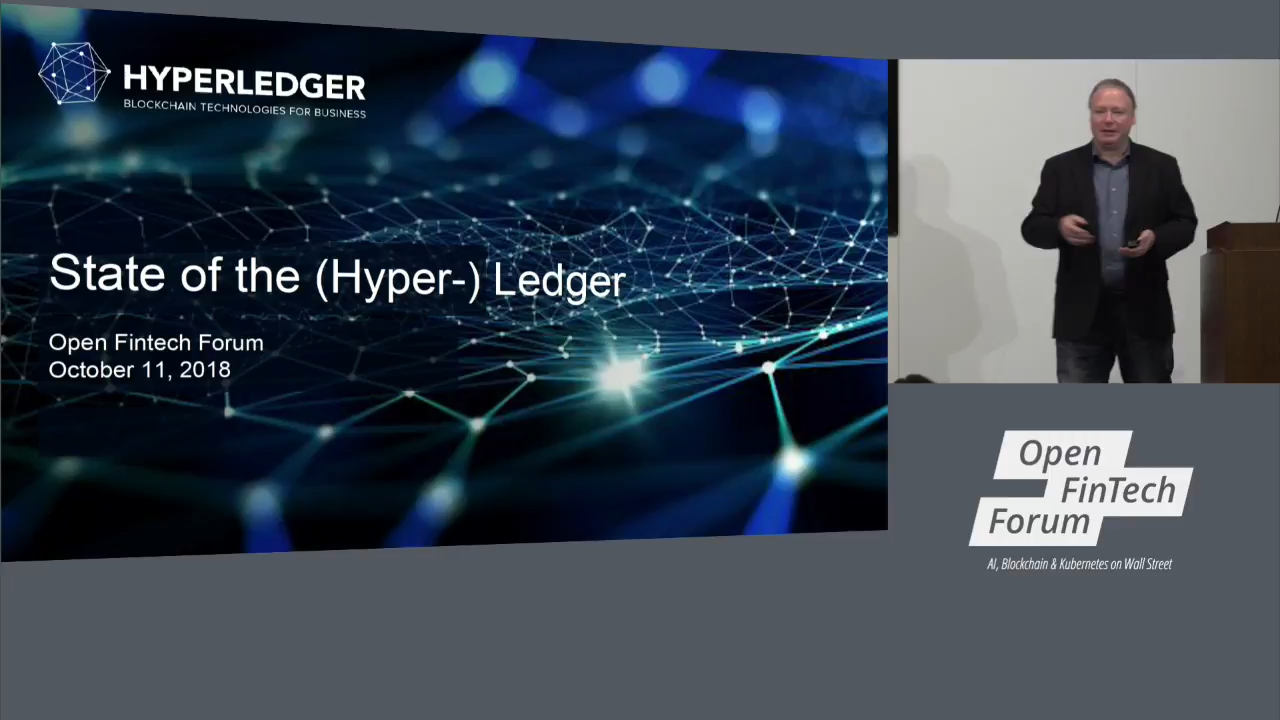 HYPERLEDGER
BLOCKCHAIN TECHNOLOGIES FOR BUSINESS
State of the (Hyper-) Ledger
Open Fintech Forum
October 11, 2018
Open
FinTech
Forum
AI, Blockchain & Kubernetes on Wall Street